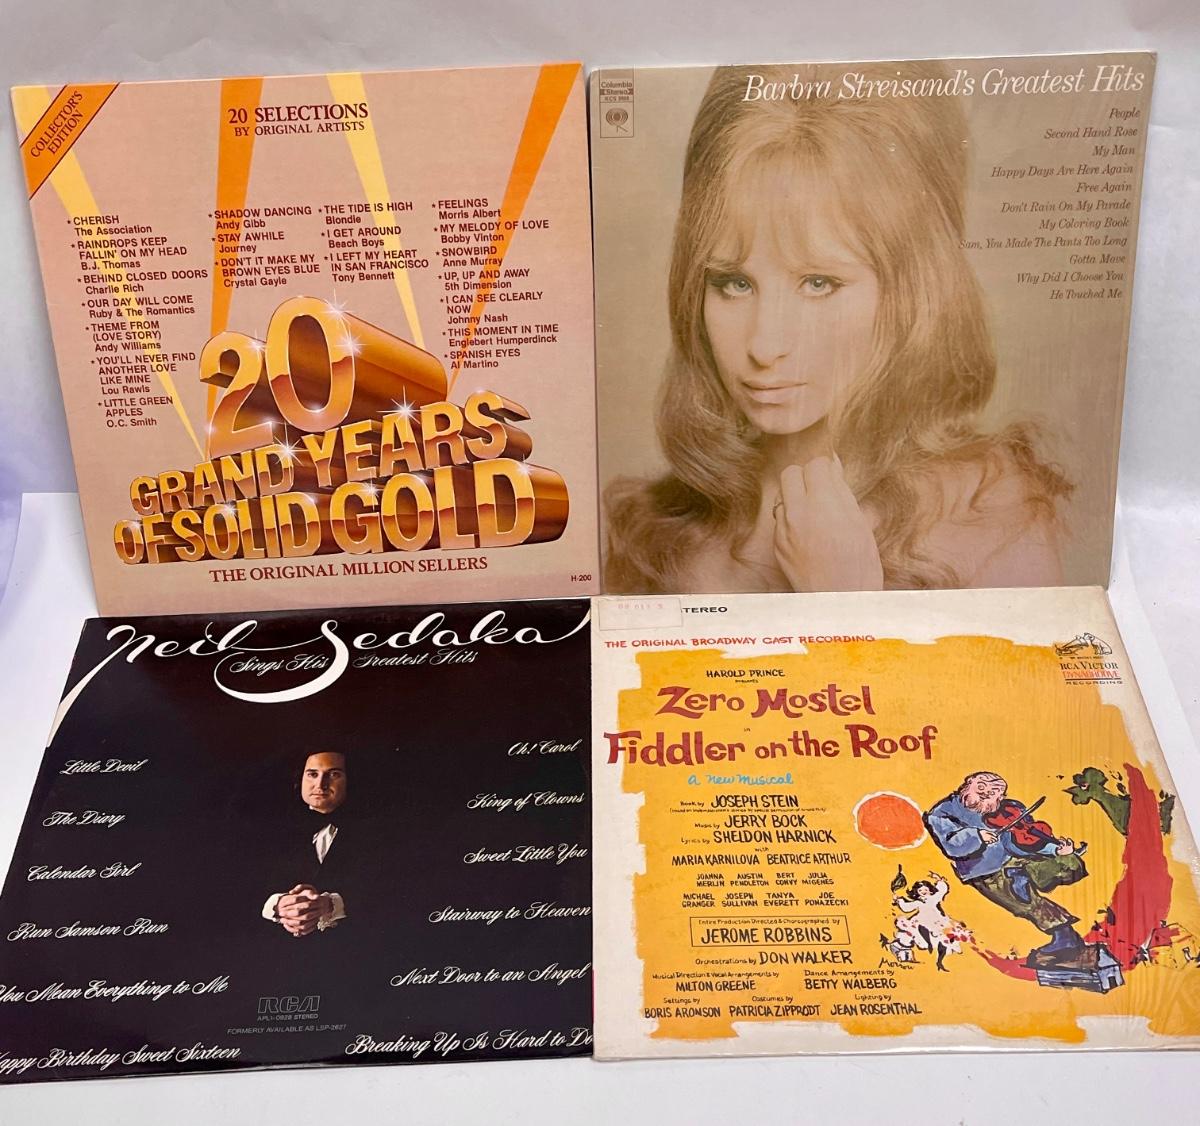 COLLECTOR'S
EDITION
20 SELECTIONS
BY ORIGINAL ARTISTS
★ CHERISH
The Association
★ RAINDROPS KEEP
FALLIN' ON MY HEAD
B.J. Thomas
★ BEHIND CLOSED DOORS
Charlie Rich
★ OUR DAY WILL COME
Ruby & The Romantics
★ THEME FROM
(LOVE STORY)
Andy Williams
★ YOU'LL NEVER FIND
ANOTHER LOVE
LIKE MINE
Lou Rawls
★ LITTLE GREEN
APPLES
O.C. Smith
★ SHADOW DANCING
Andy Gibb
★ STAY AWHILE
Journey
★ DON'T IT MAKE MY
BROWN EYES BLUE
Crystal Gayle
★ THE TIDE IS HIGH
Blondie
★ I GET AROUND
Beach Boys
★ I LEFT MY HEART
IN SAN FRANCISCO
Tony Bennett
★ FEELINGS
Morris Albert
★ MY MELODY OF LOVE
Bobby Vinton
★ SNOWBIRD
Anne Murray
★ UP, UP AND AWAY
5th Dimension
★ I CAN SEE CLEARLY
NOW
Johnny Nash
★ THIS MOMENT IN TIME
Englebert Humperdinck
★ SPANISH EYES
Al Martino
20
GRAND YEARS
OF SOLID GOLD
THE ORIGINAL MILLION SELLERS
H-200
Columbia
Stereo
Barbra Streisand's Greatest Hits
People
Second Hand Rose
My Man
Happy Days Are Here Again
Free Again
Don't Rain On My Parade
My Coloring Book
Sam, You Made The Pants Too Long
Gotta Move
Why Did I Choose You
He Touched Me
Neil Sedaka
Sings His Greatest Hits
Little Devil
The Diary
Calendar Girl
Run Samson Run
You Mean Everything to Me
Happy Birthday Sweet Sixteen
Oh! Carol
King of Clowns
Sweet Little You
Stairway to Heaven
Next Door to an Angel
Breaking Up Is Hard to Do
RCA
APL1-0928 STEREO
FORMERLY AVAILABLE AS LSP-2627
TEREO
THE ORIGINAL BROADWAY CAST RECORDING
RCA VICTOR
DYNAGROOVE
RECORDING
HAROLD PRINCE
presents
Zero Mostel
in
Fiddler on the Roof
a New Musical
Book by JOSEPH STEIN
Music by JERRY BOCK
Lyrics by SHELDON HARNICK
with
MARIA KARNILOVA BEATRICE ARTHUR
JOANNA AUSTIN BERT JULIA
MERLIN PENDLETON CONVY MIGENES
MICHAEL JOSEPH TANYA JOE
GRANGER SULLIVAN EVERETT PONAZECKI
Entire Production Directed & Choreographed by
JEROME ROBBINS
Orchestrations by DON WALKER
Musical Direction & Vocal Arrangements by
MILTON GREENE
Dance Arrangements by
BETTY WALBERG
Settings by
BORIS ARONSON
Costumes by
PATRICIA ZIPPRODT
Lighting by
JEAN ROSENTHAL
Morrow